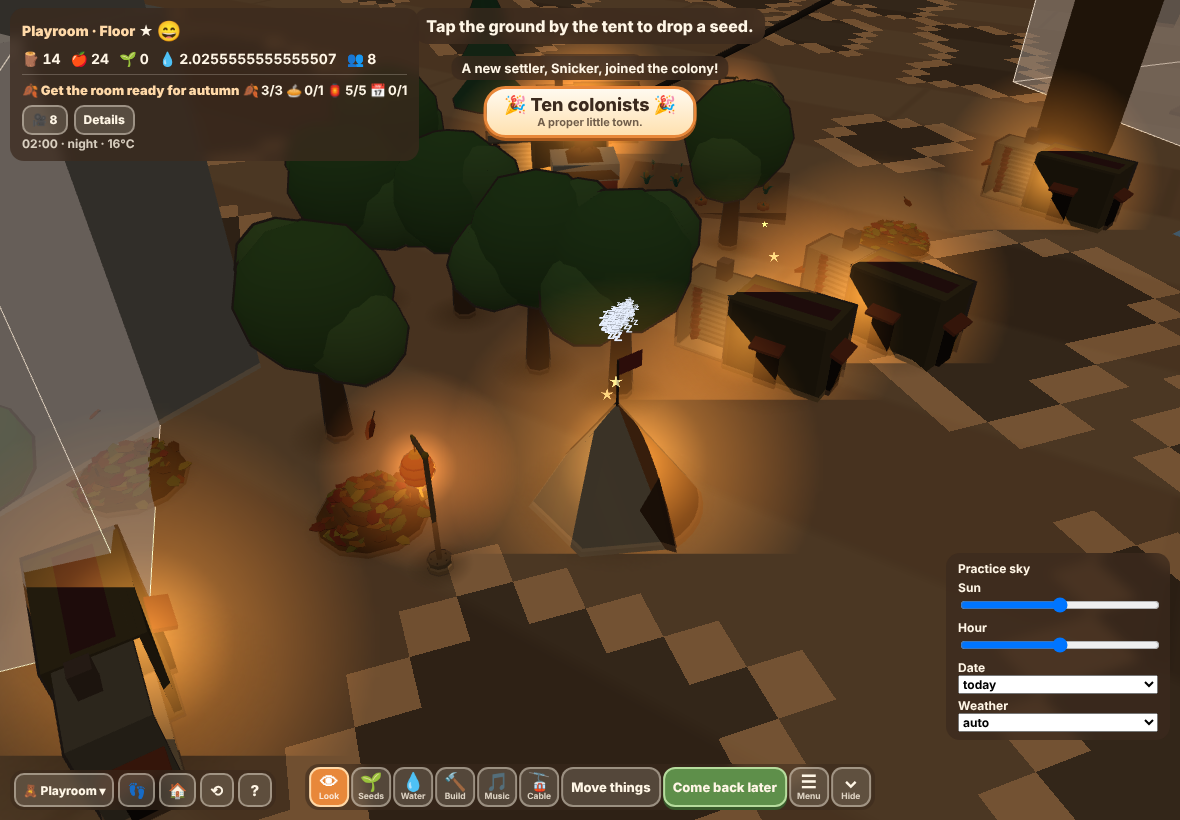 Playroom · Floor ★ 😄
🪵 14 🍎 24 🌱 0 💧 2.0255555555555507 👥 8
🍂 Get the room ready for autumn 🍂 3/3 🥧 0/1 🏮 5/5 📅 0/1
🎥 8 Details
02:00 · night · 16°C
Tap the ground by the tent to drop a seed.
A new settler, Snicker, joined the colony!
🎉 Ten colonists 🎉
A proper little town.
Practice sky
Sun
Hour
Date
today
Weather
auto
🧸 Playroom ▾
?
Look
Seeds
Water
Build
Music
Cable
Move things
Come back later
Menu
Hide